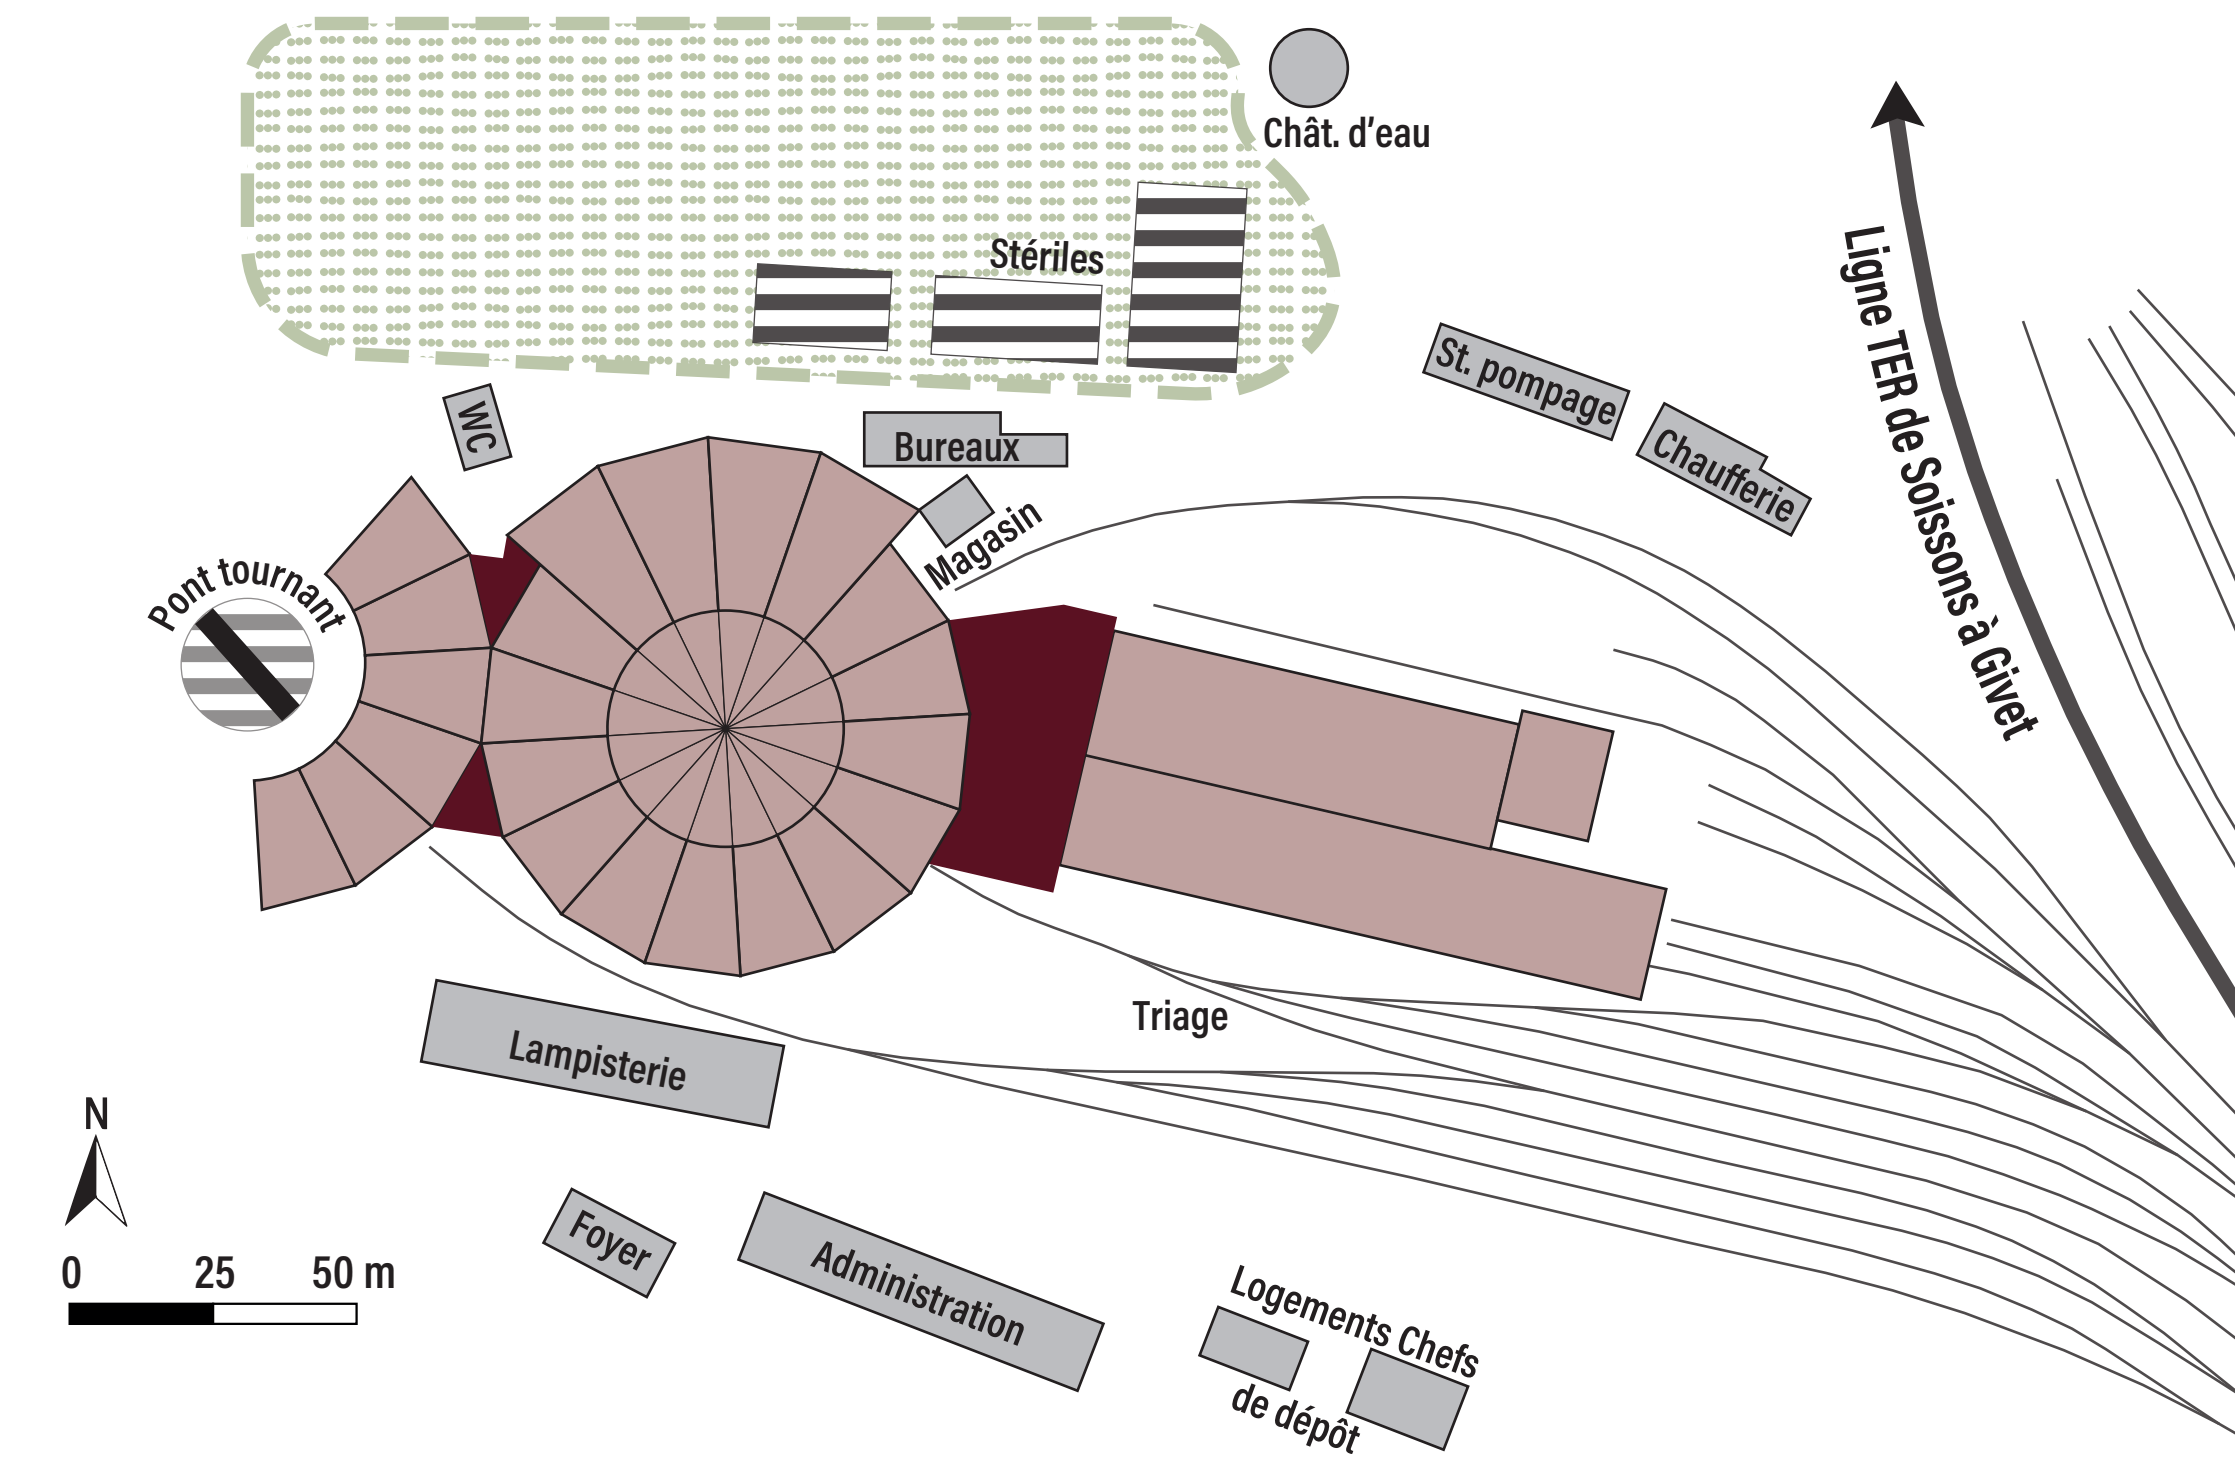 Chât. d’eau
Stériles
St. pompage
Chaufferie
Ligne TER de Soissons à Givet
WC
Bureaux
Magasin
Pont tournant
Triage
Lampisterie
N
0 25 50 m
Foyer
Administration
Logements Chefs
de dépôt